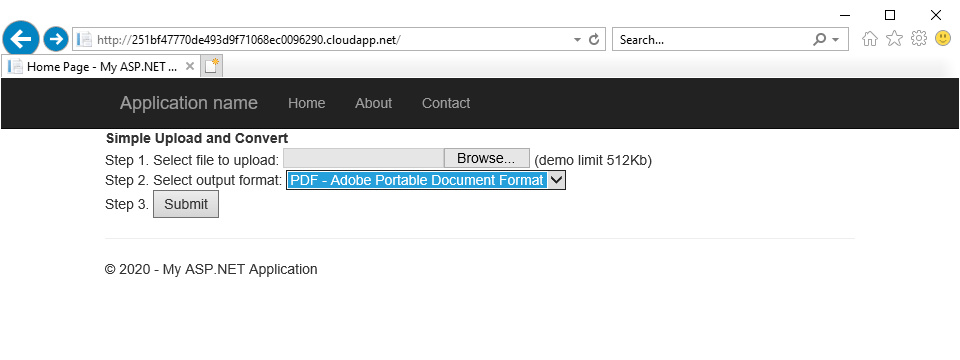 http://251bf47770de493d9f71068ec0096290.cloudapp.net/
Search...
Home Page - My ASP.NET ...
Application name Home About Contact
Simple Upload and Convert
Step 1. Select file to upload: Browse... (demo limit 512Kb)
Step 2. Select output format: PDF - Adobe Portable Document Format
Step 3. Submit
© 2020 - My ASP.NET Application